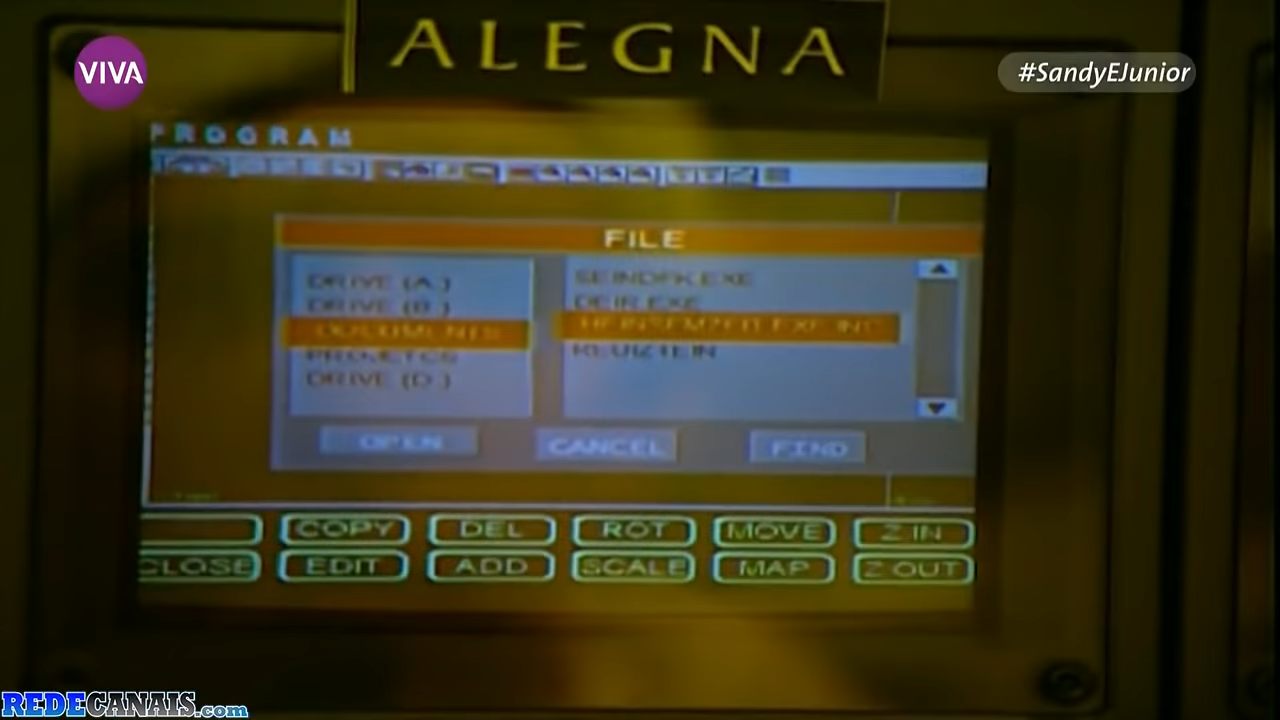 ALEGNA
VIVA
#SandyEJunior
PROGRAM
FILE
DRIVE (A:)
DRIVE (B:)
DOCUMENTS
DRIVE (D:)
OPEN CANCEL FIND
COPY DEL ROT MOVE Z IN
CLOSE EDIT ADD SCALE MAP Z OUT
REDECANAIS.com